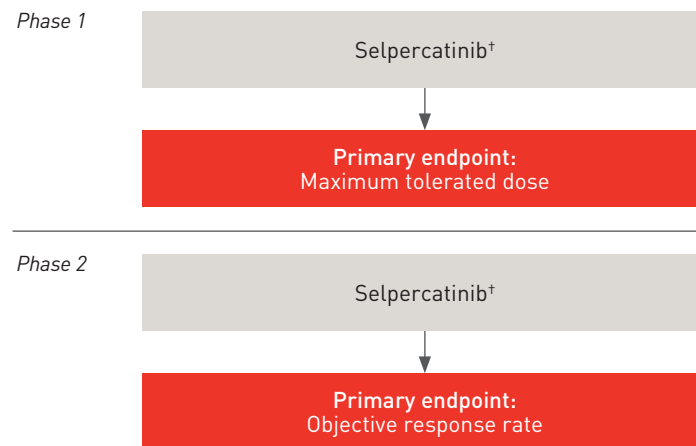 Phase 1
Selpercatinib†
Primary endpoint:
Maximum tolerated dose
Phase 2
Selpercatinib†
Primary endpoint:
Objective response rate